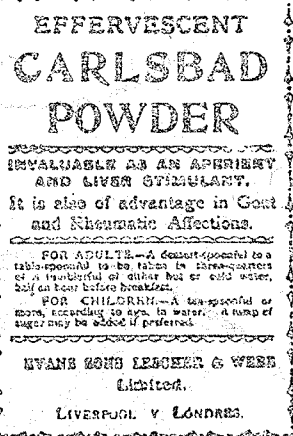 EFFERVESCENT
CARLSBAD
POWDER
INVALUABLE AS AN APERIENT
AND LIVER STIMULANT.
It is also of advantage in Gout
and Rheumatic Affections.
FOR ADULTS.—A dessert-spoonful to a
table-spoonful to be taken in three-quarters
of a tumblerful of either hot or cold water,
half an hour before breakfast.
FOR CHILDREN.—A tea-spoonful or
more, according to age, in water. A lump of
sugar may be added if preferred.
EVANS SONS LESCHER & WEBB
Limited.
LIVERPOOL Y LONDRES.